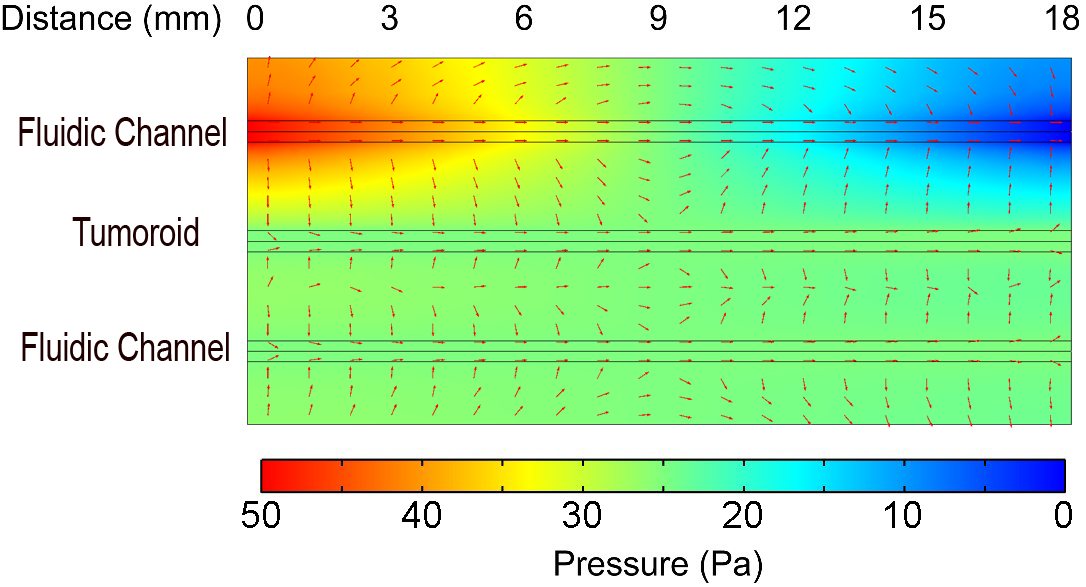 Distance (mm) 0 3 6 9 12 15 18
Fluidic Channel
Tumoroid
Fluidic Channel
50 40 30 20 10 0
Pressure (Pa)